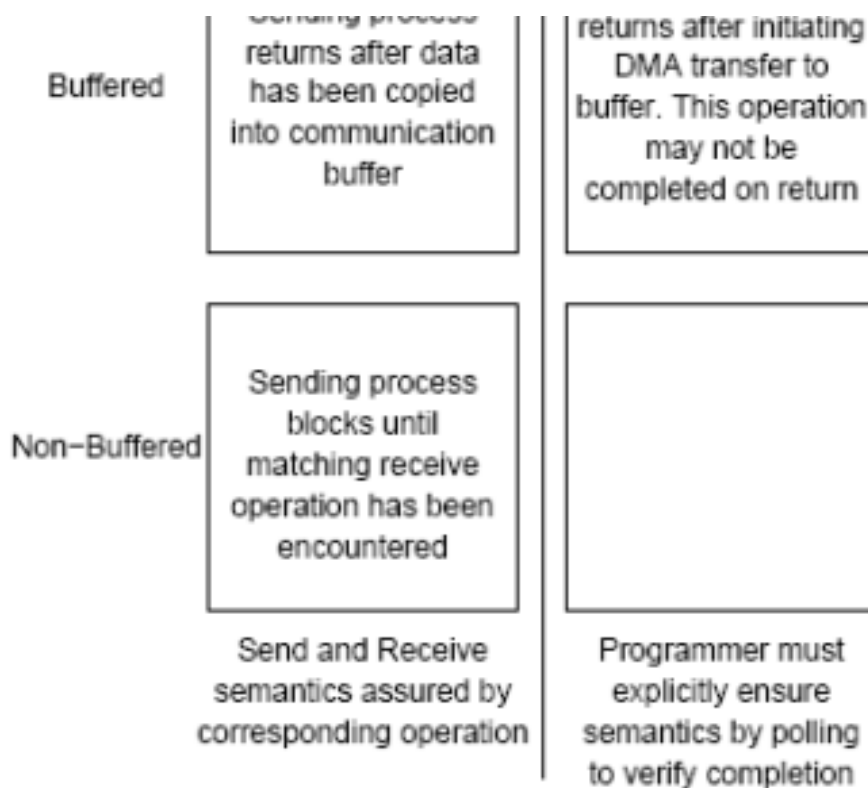 Sending process
returns after data
has been copied
into communication
buffer
Buffered
returns after initiating
DMA transfer to
buffer. This operation
may not be
completed on return
Non−Buffered
Sending process
blocks until
matching receive
operation has been
encountered
Send and Receive
semantics assured by
corresponding operation
Programmer must
explicitly ensure
semantics by polling
to verify completion